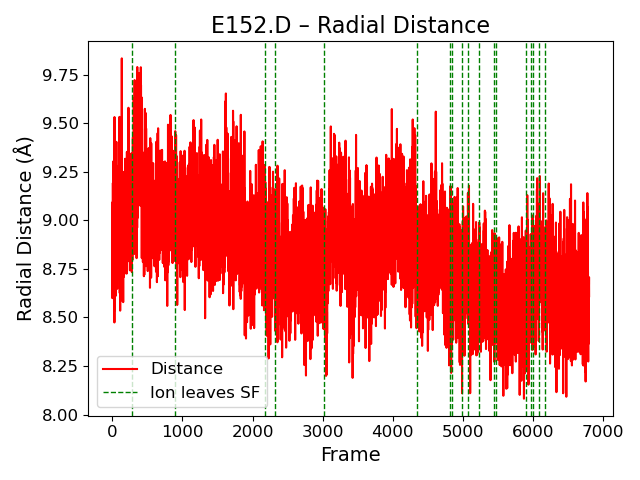 E152.D – Radial Distance
Radial Distance (Å)
9.75
9.50
9.25
9.00
8.75
8.50
8.25
8.00
Distance
Ion leaves SF
0 1000 2000 3000 4000 5000 6000 7000
Frame